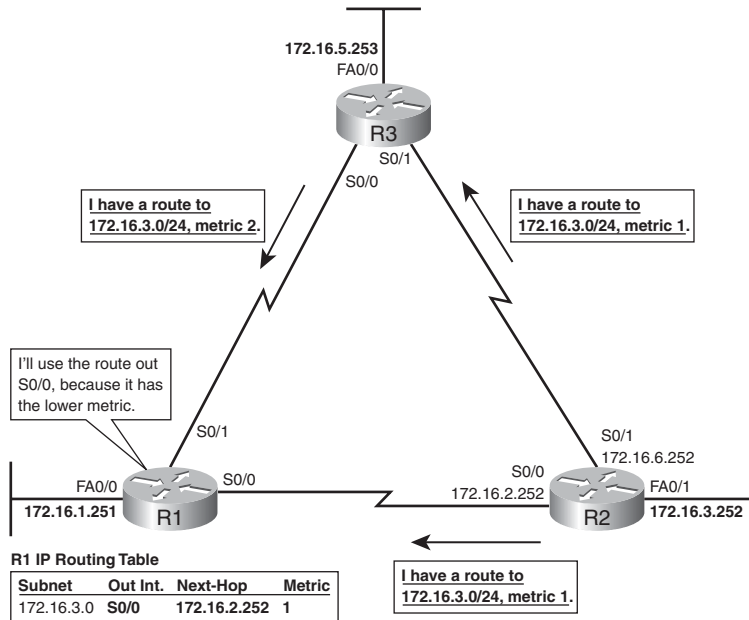 172.16.5.253
FA0/0
R3
S0/1
S0/0
I have a route to
172.16.3.0/24, metric 2.
I have a route to
172.16.3.0/24, metric 1.
I'll use the route out
S0/0, because it has
the lower metric.
S0/1
S0/1
172.16.6.252
FA0/0
S0/0
S0/0
FA0/1
172.16.1.251
R1
172.16.2.252
R2
172.16.3.252
R1 IP Routing Table
Subnet Out Int. Next-Hop Metric
172.16.3.0 S0/0 172.16.2.252 1
I have a route to
172.16.3.0/24, metric 1.